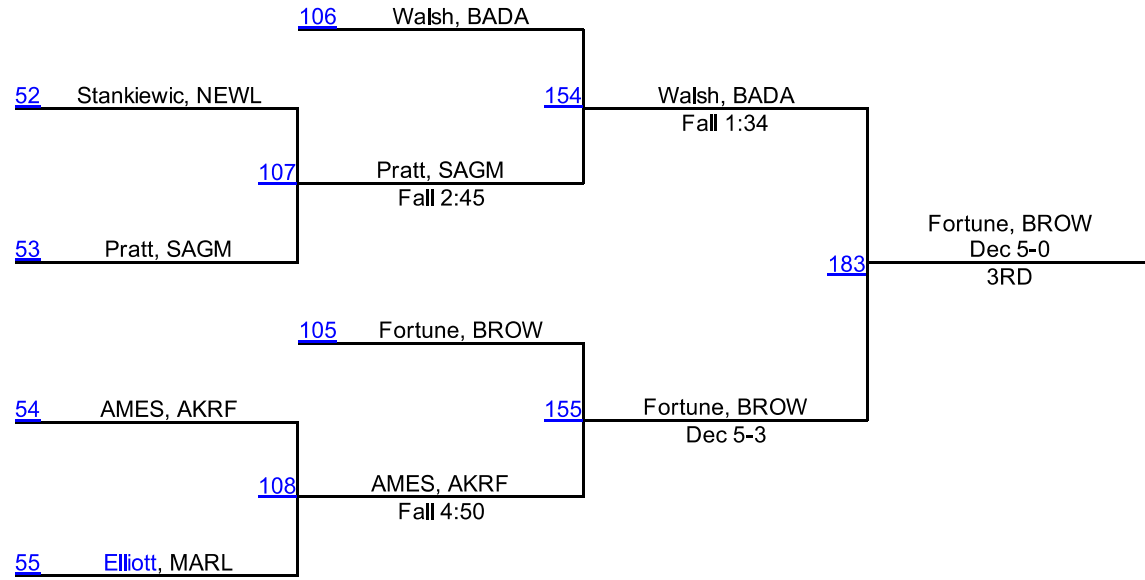 106 Walsh, BADA
52 Stankiewic, NEWL
154 Walsh, BADA
Fall 1:34
107 Pratt, SAGM
Fall 2:45
53 Pratt, SAGM
Fortune, BROW
Dec 5-0
183
3RD
105 Fortune, BROW
54 AMES, AKRF
155 Fortune, BROW
Dec 5-3
108 AMES, AKRF
Fall 4:50
55 Elliott, MARL